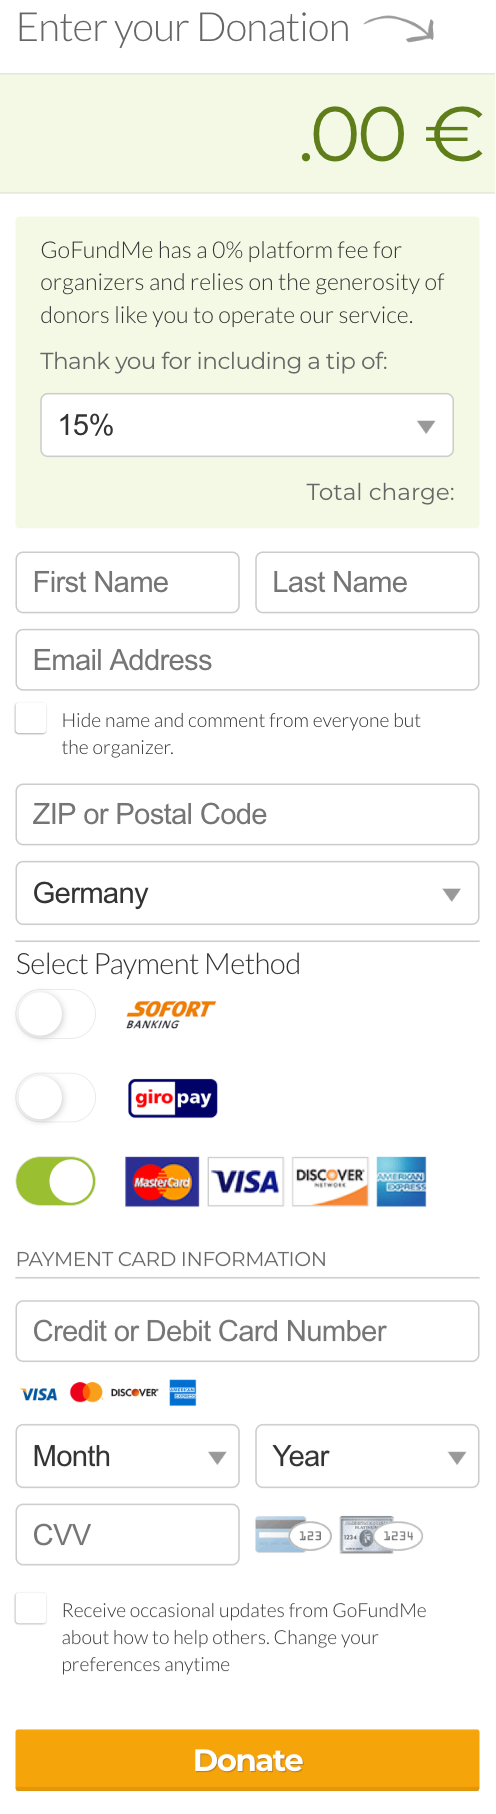 Enter your Donation
.00 €
GoFundMe has a 0% platform fee for
organizers and relies on the generosity of
donors like you to operate our service.
Thank you for including a tip of:
15%
Total charge:
First Name Last Name
Email Address
Hide name and comment from everyone but
the organizer.
ZIP or Postal Code
Germany
Select Payment Method
SOFORT
BANKING
giropay
MasterCard VISA DISCOVER NETWORK AMERICAN EXPRESS
PAYMENT CARD INFORMATION
Credit or Debit Card Number
VISA DISCOVER AMERICAN EXPRESS
Month Year
CVV 123 1234
Receive occasional updates from GoFundMe
about how to help others. Change your
preferences anytime
Donate